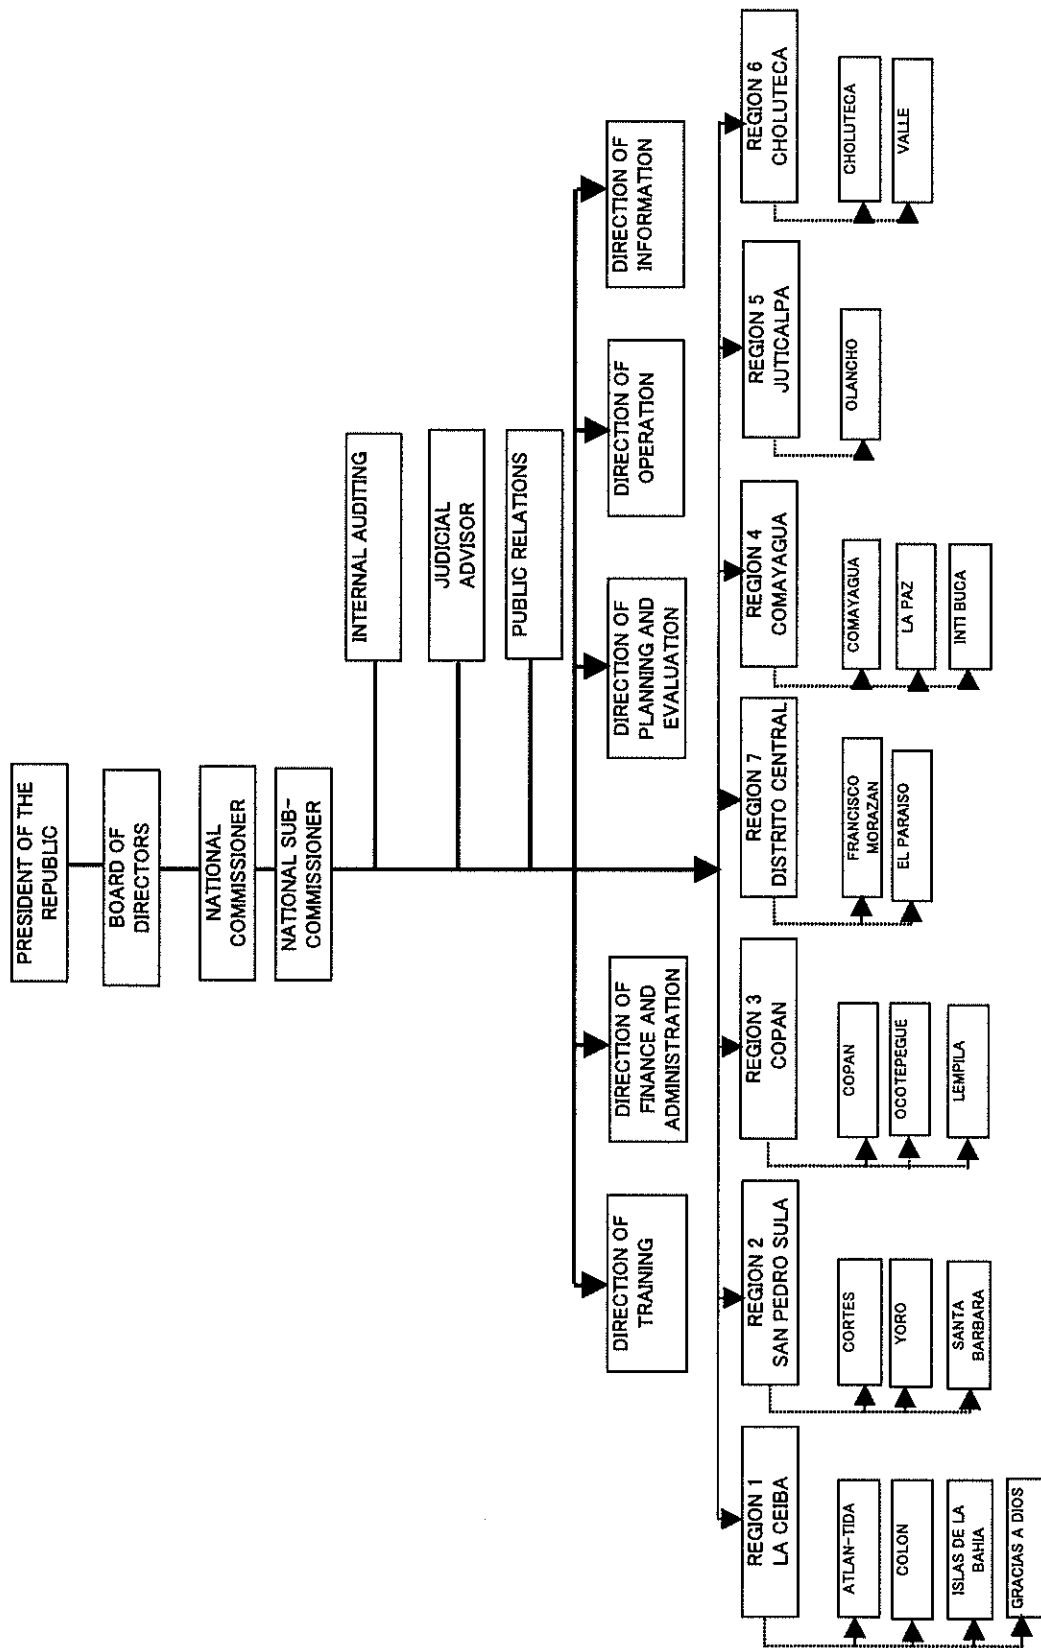 PRESIDENT OF THE
REPUBLIC
BOARD OF
DIRECTORS
NATIONAL
COMMISSIONER
NATIONAL SUB-
COMMISSIONER
INTERNAL AUDITING
JUDICIAL
ADVISOR
PUBLIC RELATIONS
DIRECTION OF
TRAINING
DIRECTION OF
FINANCE AND
ADMINISTRATION
DIRECTION OF
PLANNING AND
EVALUATION
DIRECTION OF
OPERATION
DIRECTION OF
INFORMATION
REGION 1
LA CEIBA
ATLAN-TIDA
COLON
ISLAS DE LA
BAHIA
GRACIAS A DIOS
REGION 2
SAN PEDRO SULA
CORTES
YORO
SANTA
BARBARA
REGION 3
COPAN
COPAN
OCOTEPEGUE
LEMPILA
REGION 7
DISTRITO CENTRAL
FRANCISCO
MORAZAN
EL PARAISO
REGION 4
COMAYAGUA
COMAYAGUA
LA PAZ
INTI BUCA
REGION 5
JUTICALPA
OLANCHO
REGION 6
CHOLUTECA
CHOLUTECA
VALLE